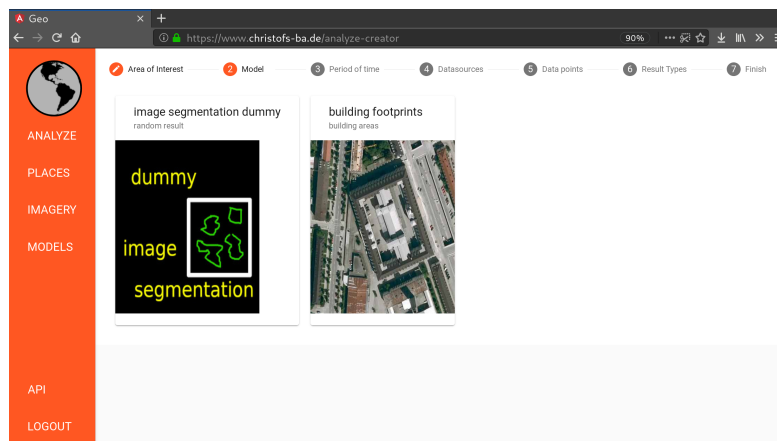 Geo
https://www.christofs-ba.de/analyze-creator
90%
Area of Interest
2 Model
3 Period of time
4 Datasources
5 Data points
6 Result Types
7 Finish
ANALYZE
PLACES
IMAGERY
MODELS
API
LOGOUT
image segmentation dummy
random result
dummy
image
segmentation
building footprints
building areas